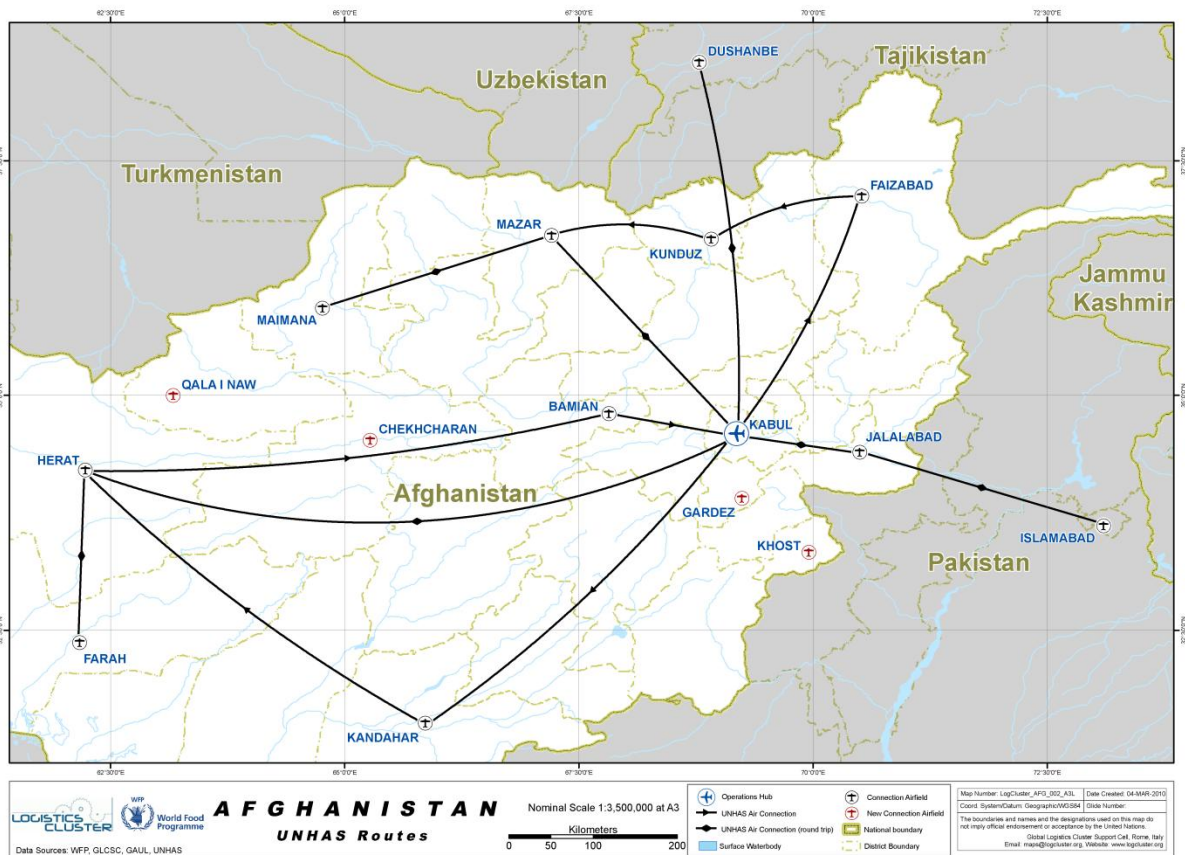 62°30'0"E 65°0'0"E 67°30'0"E 70°0'0"E 72°30'0"E
DUSHANBE
Tajikistan
Uzbekistan
37°30'0"N 37°30'0"N
Turkmenistan
FAIZABAD
MAZAR
KUNDUZ
Jammu
Kashmir
MAIMANA
QALA I NAW
BAMIAN
KABUL
CHEKHCHARAN
JALALABAD
HERAT
Afghanistan
GARDEZ
ISLAMABAD
KHOST
Pakistan
FARAH
KANDAHAR
62°30'0"E 65°0'0"E 67°30'0"E 70°0'0"E 72°30'0"E
LOGISTICS
CLUSTER
WFP
World Food
Programme
Data Sources: WFP, GLCSC, GAUL, UNHAS
AFGHANISTAN
UNHAS Routes
Nominal Scale 1:3,500,000 at A3
Kilometers
0 50 100 200
Operations Hub
UNHAS Air Connection
UNHAS Air Connection (round trip)
Surface Waterbody
Connection Airfield
New Connection Airfield
National boundary
District Boundary
Map Number: LogCluster_AFG_002_A3L Date Created: 04-MAR-2010
Coord. System/Datum: Geographic/WGS84 Glide Number:
The boundaries and names and the designations used on this map do
not imply official endorsement or acceptance by the United Nations.
Global Logistics Cluster Support Cell, Rome, Italy
Email: maps@logcluster.org, Website: www.logcluster.org